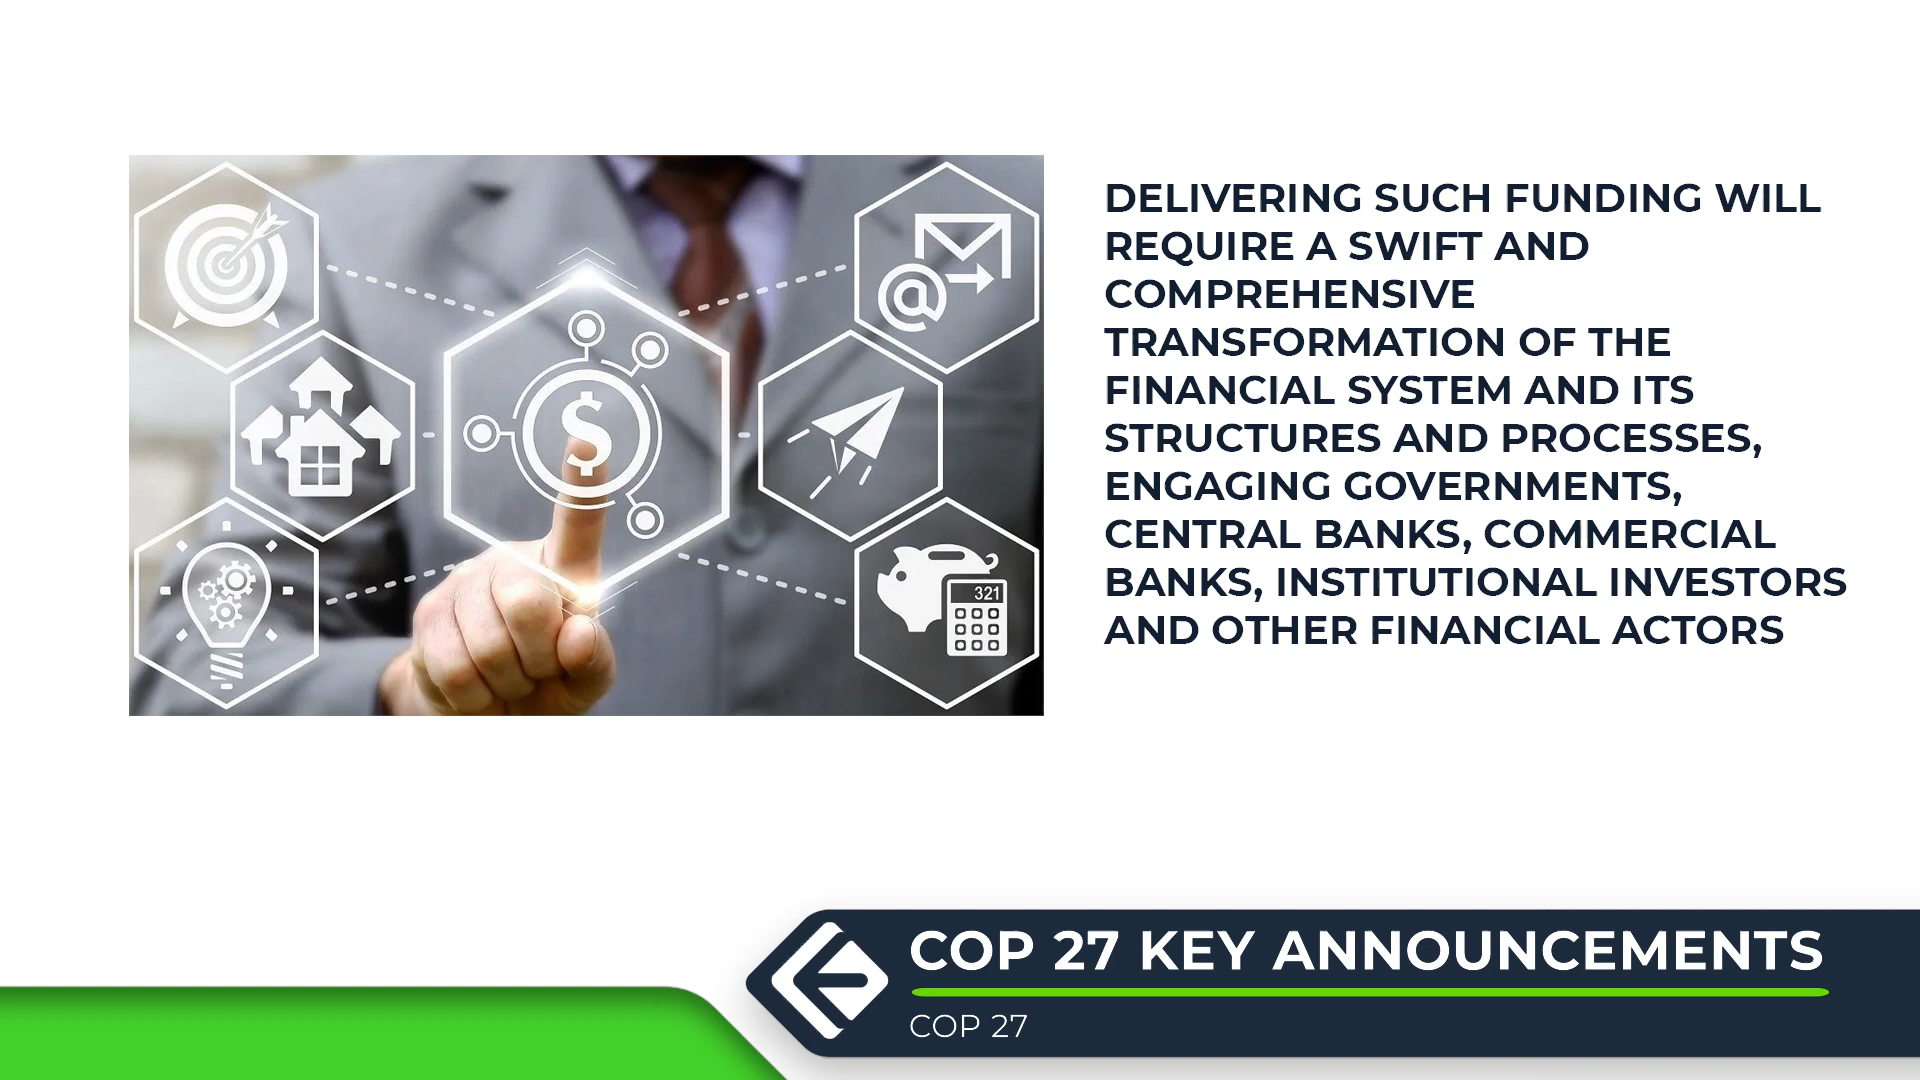 DELIVERING SUCH FUNDING WILL
REQUIRE A SWIFT AND
COMPREHENSIVE
TRANSFORMATION OF THE
FINANCIAL SYSTEM AND ITS
STRUCTURES AND PROCESSES,
ENGAGING GOVERNMENTS,
CENTRAL BANKS, COMMERCIAL
BANKS, INSTITUTIONAL INVESTORS
AND OTHER FINANCIAL ACTORS
@
$
321
COP 27 KEY ANNOUNCEMENTS
COP 27